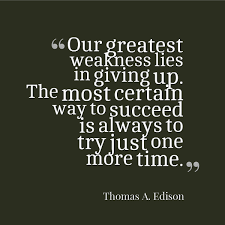 “Our greatest
weakness lies
in giving up.
The most certain
way to succeed
is always to
try just one
more time.”
Thomas A. Edison